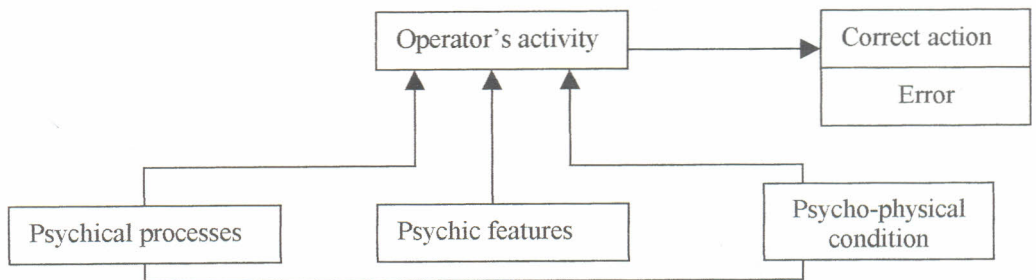 Operator's activity
Correct action
Error
Psychical processes
Psychic features
Psycho-physical
condition